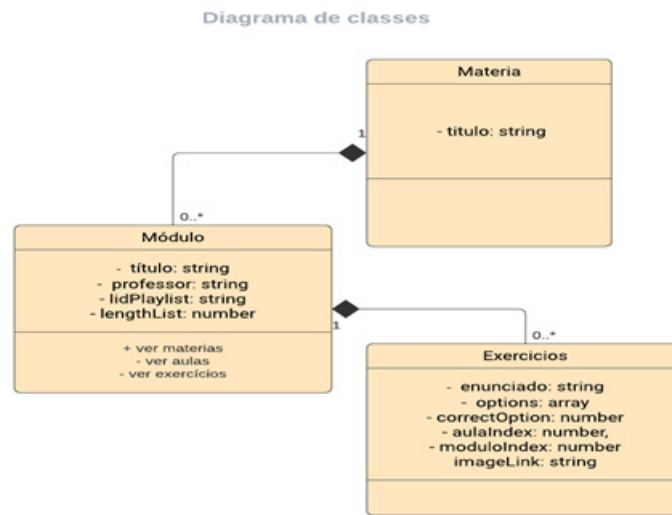 Diagrama de classes
Materia
- titulo: string
1
0..*
Módulo
- título: string
- professor: string
- lidPlaylist: string
- lengthList: number
+ ver materias
- ver aulas
- ver exercícios
1
0..*
Exercicios
- enunciado: string
- options: array
- correctOption: number
- aulaIndex: number,
- moduloIndex: number
imageLink: string